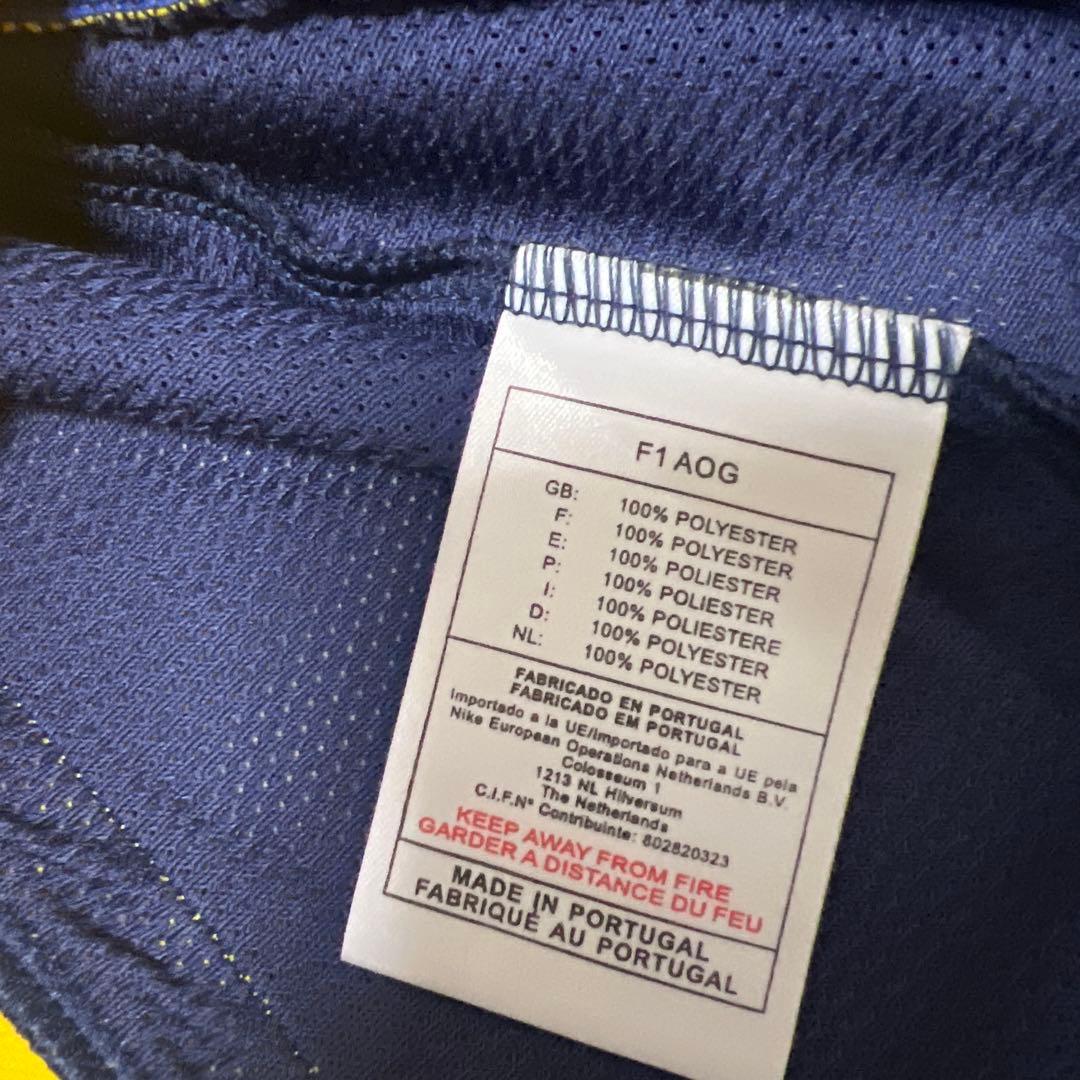 F1 AOG
GB: 100% POLYESTER
F: 100% POLYESTER
E: 100% POLIESTER
P: 100% POLIESTER
I: 100% POLIESTERE
D: 100% POLYESTER
NL: 100% POLYESTER
FABRICADO EN PORTUGAL
FABRICADO EM PORTUGAL
Importado a la UE/Importado para a UE pela
Nike European Operations Netherlands B.V.
Colosseum 1
1213 NL Hilversum
The Netherlands
C.I.F.Nº Contribuinte: 802820323
KEEP AWAY FROM FIRE
GARDER A DISTANCE DU FEU
MADE IN PORTUGAL
FABRIQUÉ AU PORTUGAL